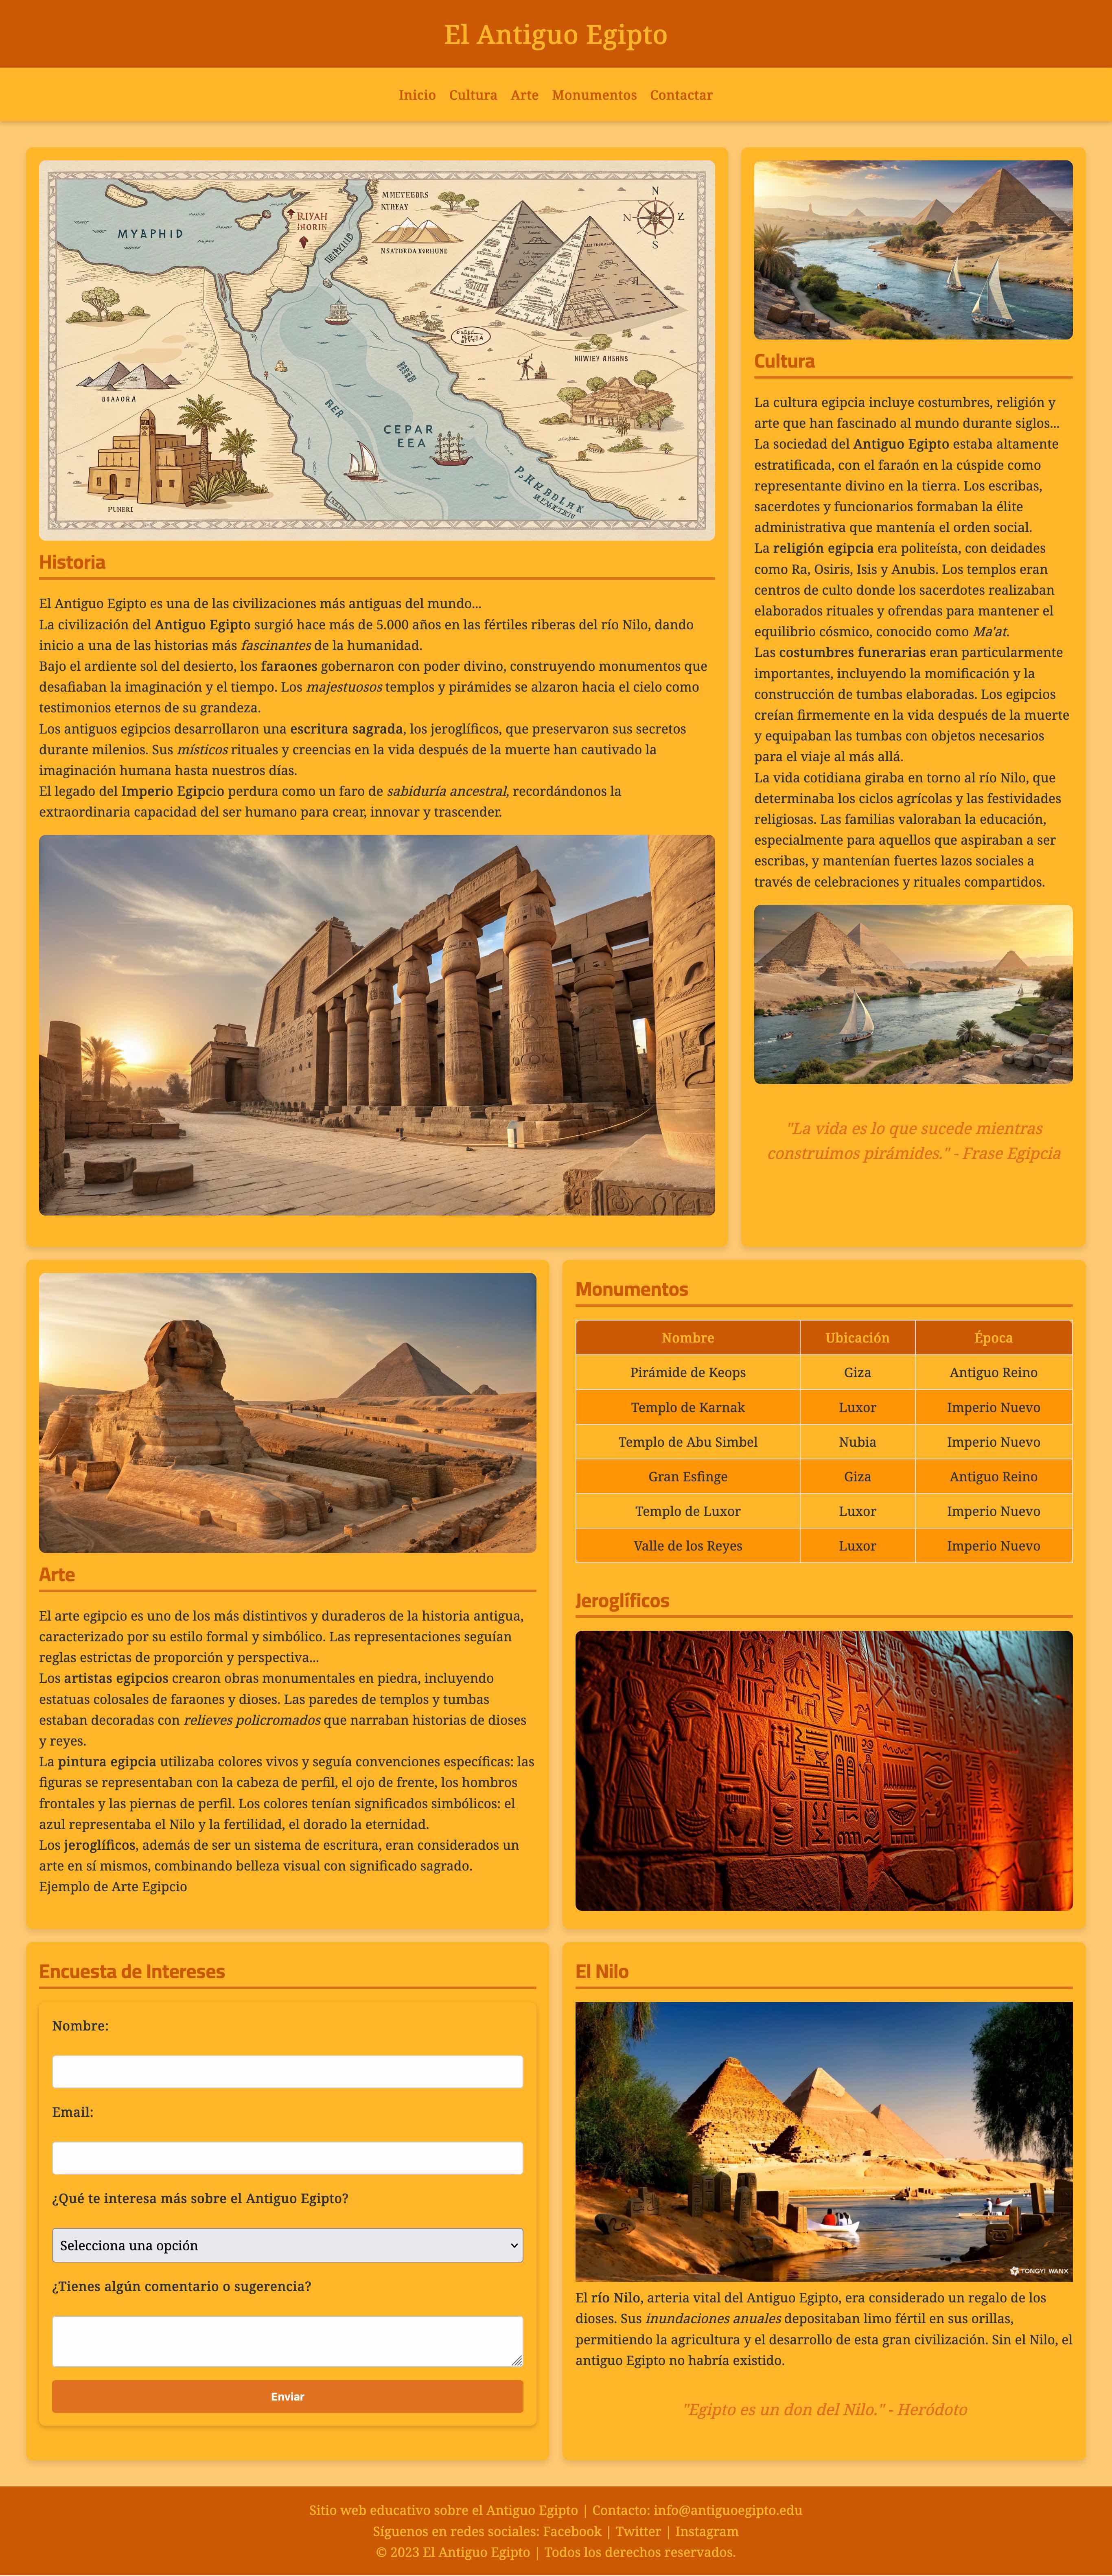 El Antiguo Egipto
Inicio Cultura Arte Monumentos Contactar
MYAPHID
RIYAH
N
S
RER
CEPAR
EEA
Historia
El Antiguo Egipto es una de las civilizaciones más antiguas del mundo...
La civilización del Antiguo Egipto surgió hace más de 5.000 años en las fértiles riberas del río Nilo, dando
inicio a una de las historias más fascinantes de la humanidad.
Bajo el ardiente sol del desierto, los faraones gobernaron con poder divino, construyendo monumentos que
desafiaban la imaginación y el tiempo. Los majestuosos templos y pirámides se alzaron hacia el cielo como
testimonios eternos de su grandeza.
Los antiguos egipcios desarrollaron una escritura sagrada, los jeroglíficos, que preservaron sus secretos
durante milenios. Sus místicos rituales y creencias en la vida después de la muerte han cautivado la
imaginación humana hasta nuestros días.
El legado del Imperio Egipcio perdura como un faro de sabiduría ancestral, recordándonos la
extraordinaria capacidad del ser humano para crear, innovar y trascender.
Cultura
La cultura egipcia incluye costumbres, religión y
arte que han fascinado al mundo durante siglos...
La sociedad del Antiguo Egipto estaba altamente
estratificada, con el faraón en la cúspide como
representante divino en la tierra. Los escribas,
sacerdotes y funcionarios formaban la élite
administrativa que mantenía el orden social.
La religión egipcia era politeísta, con deidades
como Ra, Osiris, Isis y Anubis. Los templos eran
centros de culto donde los sacerdotes realizaban
elaborados rituales y ofrendas para mantener el
equilibrio cósmico, conocido como Ma'at.
Las costumbres funerarias eran particularmente
importantes, incluyendo la momificación y la
construcción de tumbas elaboradas. Los egipcios
creían firmemente en la vida después de la muerte
y equipaban las tumbas con objetos necesarios
para el viaje al más allá.
La vida cotidiana giraba en torno al río Nilo, que
determinaba los ciclos agrícolas y las festividades
religiosas. Las familias valoraban la educación,
especialmente para aquellos que aspiraban a ser
escribas, y mantenían fuertes lazos sociales a
través de celebraciones y rituales compartidos.
"La vida es lo que sucede mientras
construimos pirámides." - Frase Egipcia
Arte
El arte egipcio es uno de los más distintivos y duraderos de la historia antigua,
caracterizado por su estilo formal y simbólico. Las representaciones seguían
reglas estrictas de proporción y perspectiva...
Los artistas egipcios crearon obras monumentales en piedra, incluyendo
estatuas colosales de faraones y dioses. Las paredes de templos y tumbas
estaban decoradas con relieves policromados que narraban historias de dioses
y reyes.
La pintura egipcia utilizaba colores vivos y seguía convenciones específicas: las
figuras se representaban con la cabeza de perfil, el ojo de frente, los hombros
frontales y las piernas de perfil. Los colores tenían significados simbólicos: el
azul representaba el Nilo y la fertilidad, el dorado la eternidad.
Los jeroglíficos, además de ser un sistema de escritura, eran considerados un
arte en sí mismos, combinando belleza visual con significado sagrado.
Ejemplo de Arte Egipcio
Monumentos
Nombre Ubicación Época
Pirámide de Keops Giza Antiguo Reino
Templo de Karnak Luxor Imperio Nuevo
Templo de Abu Simbel Nubia Imperio Nuevo
Gran Esfinge Giza Antiguo Reino
Templo de Luxor Luxor Imperio Nuevo
Valle de los Reyes Luxor Imperio Nuevo
Jeroglíficos
Encuesta de Intereses
Nombre:
Email:
¿Qué te interesa más sobre el Antiguo Egipto?
Selecciona una opción
¿Tienes algún comentario o sugerencia?
Enviar
El Nilo
TONGYI WANX
El río Nilo, arteria vital del Antiguo Egipto, era considerado un regalo de los
dioses. Sus inundaciones anuales depositaban limo fértil en sus orillas,
permitiendo la agricultura y el desarrollo de esta gran civilización. Sin el Nilo, el
antiguo Egipto no habría existido.
"Egipto es un don del Nilo." - Heródoto
Sitio web educativo sobre el Antiguo Egipto | Contacto: info@antiguoegipto.edu
Síguenos en redes sociales: Facebook | Twitter | Instagram
© 2023 El Antiguo Egipto | Todos los derechos reservados.